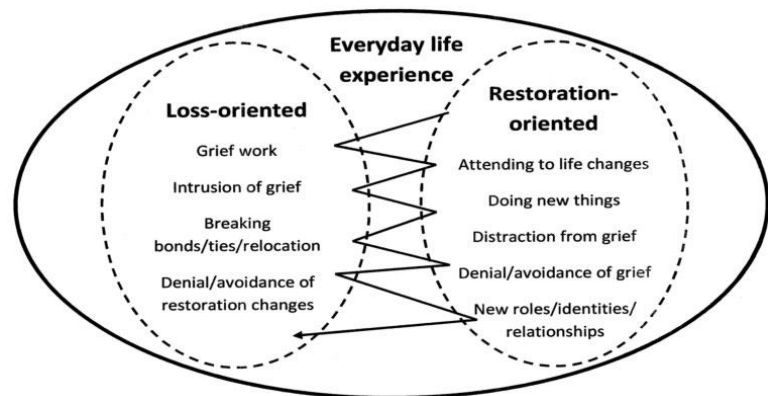 Everyday life
experience
Loss-oriented
Grief work
Intrusion of grief
Breaking
bonds/ties/relocation
Denial/avoidance of
restoration changes
Restoration-
oriented
Attending to life changes
Doing new things
Distraction from grief
Denial/avoidance of grief
New roles/identities/
relationships